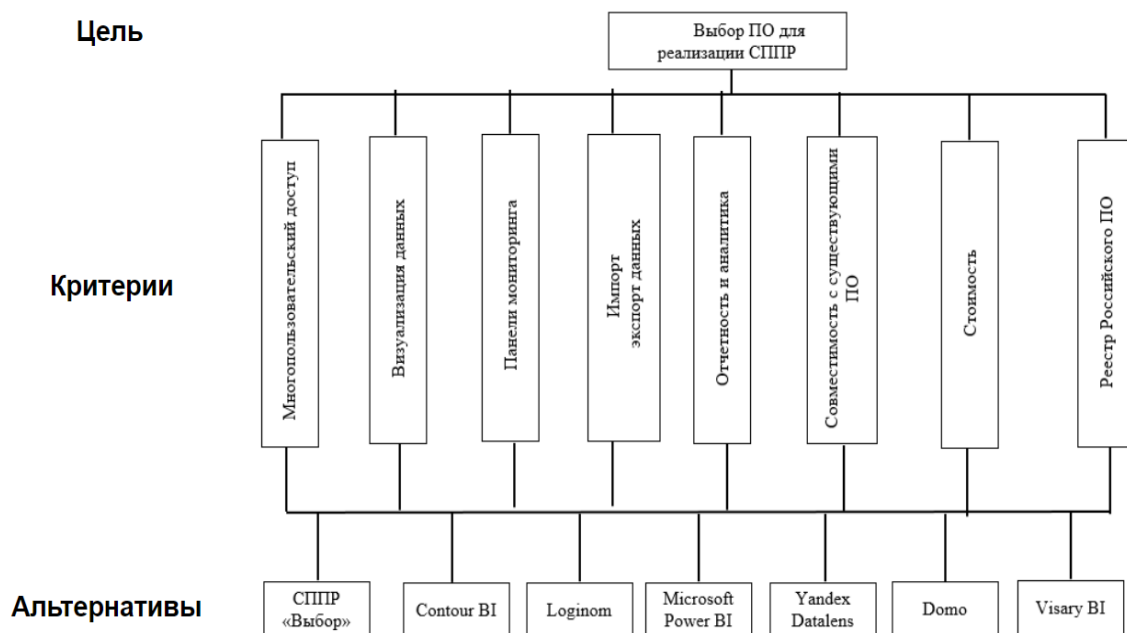 Цель
Выбор ПО для
реализации СППР
Критерии
Многопользовательский доступ
Визуализация данных
Панели мониторинга
Импорт
экспорт данных
Отчетность и аналитика
Совместимость с существующими
ПО
Стоимость
Реестр Российского ПО
Альтернативы
СППР
«Выбор»
Contour BI
Loginom
Microsoft
Power BI
Yandex
Datalens
Domo
Visary BI